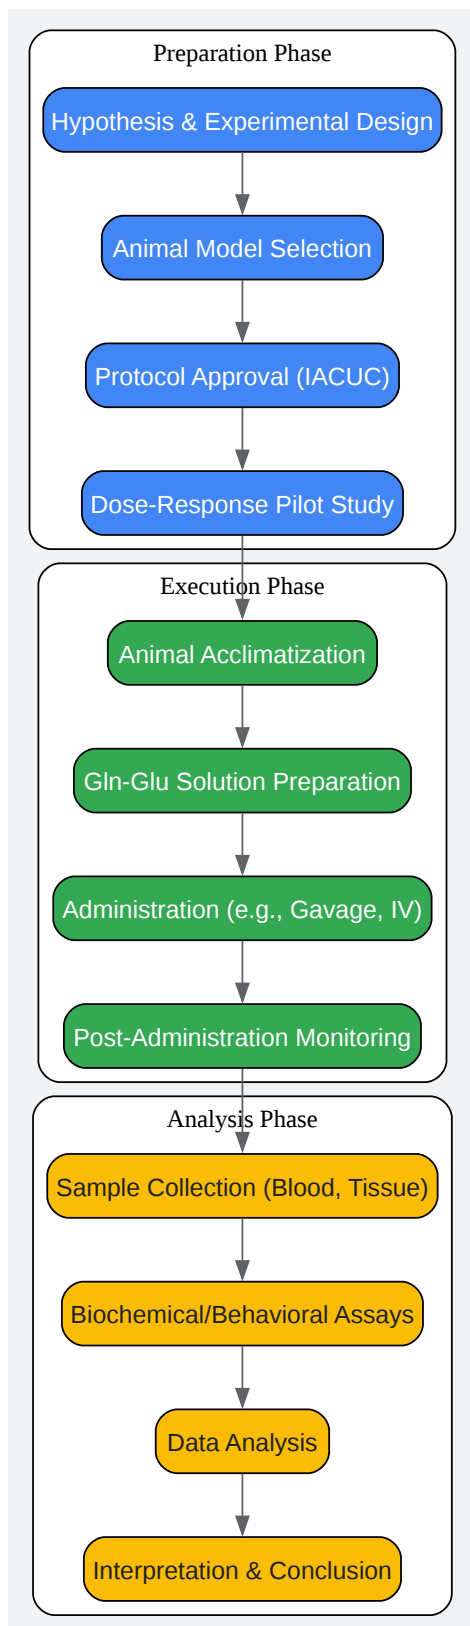 Preparation Phase
Hypothesis & Experimental Design
Animal Model Selection
Protocol Approval (IACUC)
Dose-Response Pilot Study
Execution Phase
Animal Acclimatization
Gln-Glu Solution Preparation
Administration (e.g., Gavage, IV)
Post-Administration Monitoring
Analysis Phase
Sample Collection (Blood, Tissue)
Biochemical/Behavioral Assays
Data Analysis
Interpretation & Conclusion